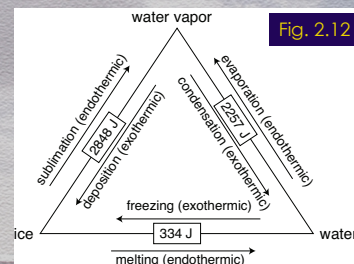 water vapor
Fig. 2.12
sublimation (endothermic)
2848 J
deposition (exothermic)
condensation (exothermic)
2257 J
evaporation (endothermic)
freezing (exothermic)
ice
334 J
water
melting (endothermic)